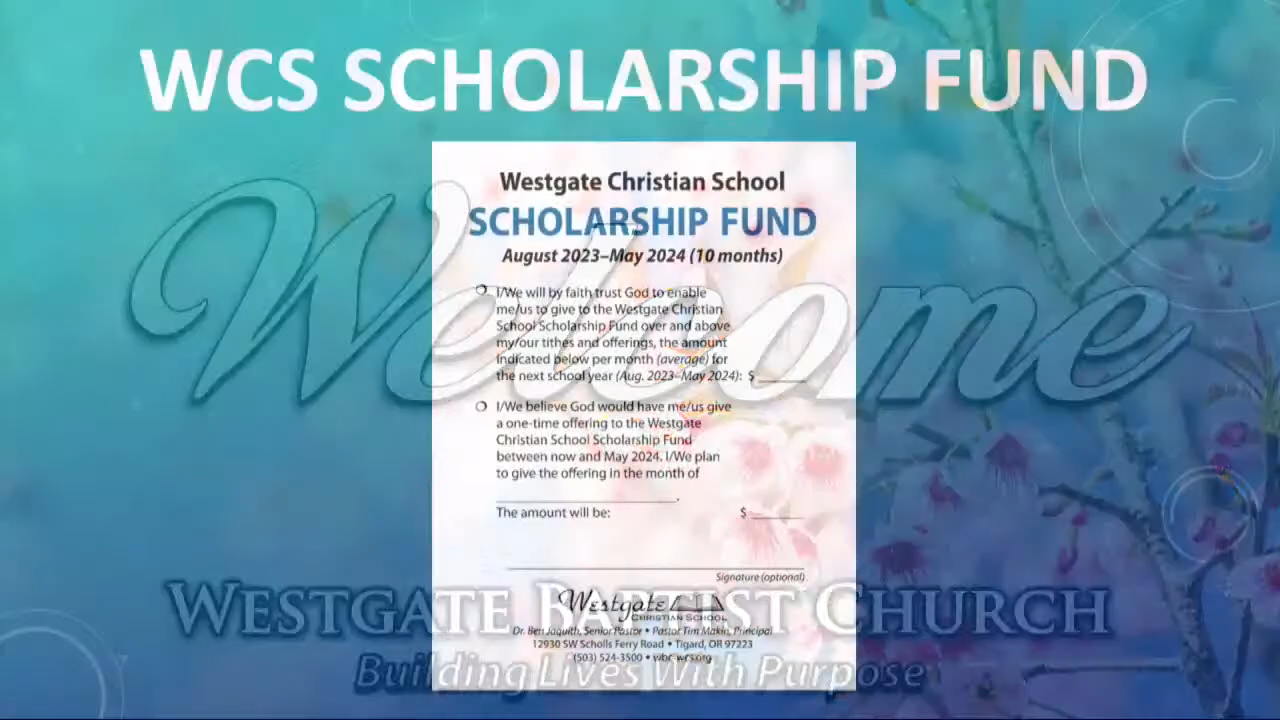 WCS SCHOLARSHIP FUND
Westgate Christian School
SCHOLARSHIP FUND
August 2023–May 2024 (10 months)
I/We will by faith trust God to enable
me/us to give to the Westgate Christian
School Scholarship Fund over and above
my/our tithes and offerings, the amount
indicated below per month (average) for
the next school year (Aug. 2023–May 2024): $ ______
I/We believe God would have me/us give
a one-time offering to the Westgate
Christian School Scholarship Fund
between now and May 2024. I/We plan
to give the offering in the month of
____________________.
The amount will be: $ ______
Signature (optional)
Westgate
CHRISTIAN SCHOOL
Dr. Ben Jaquith, Senior Pastor • Pastor Tim Makin, Principal
12930 SW Scholls Ferry Road • Tigard, OR 97223
(503) 524-3500 • wbc-wcs.org
Welcome
WESTGATE BAPTIST CHURCH
Building Lives With Purpose